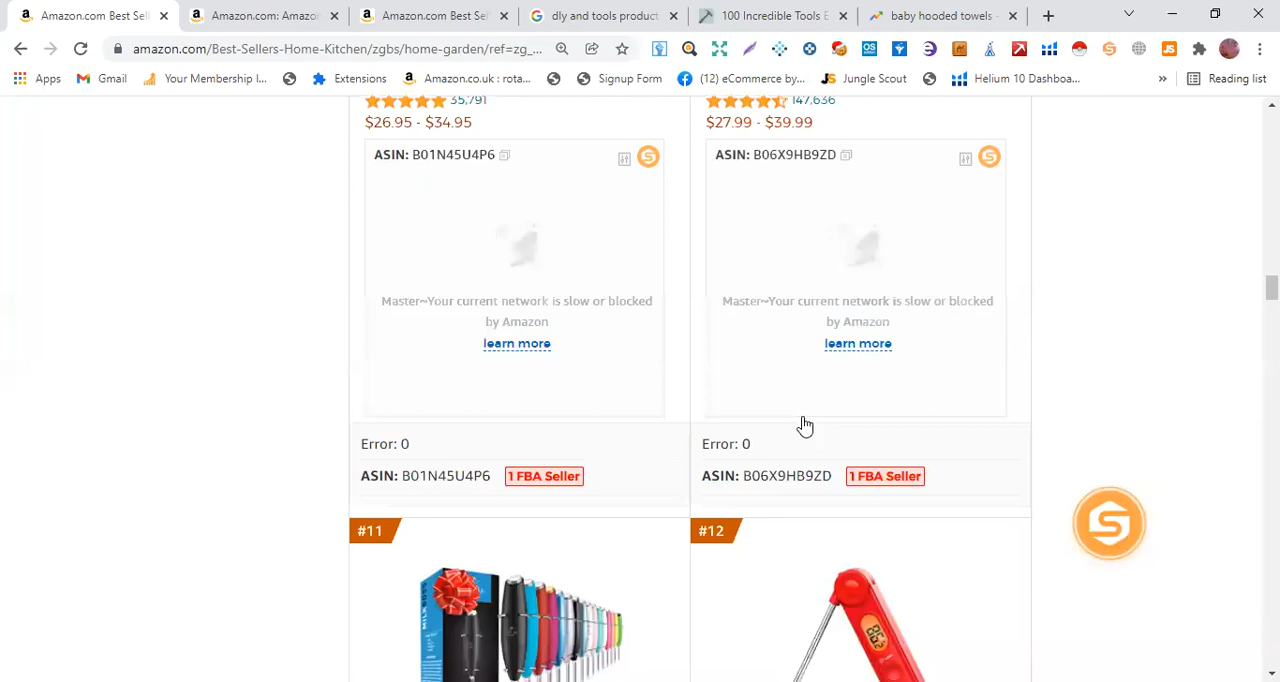 Amazon.com Best Sell
Amazon.com: Amazo
Amazon.com Best Sel
dly and tools product
100 Incredible Tools E
baby hooded towels -
amazon.com/Best-Sellers-Home-Kitchen/zgbs/home-garden/ref=zg_...
Apps
Gmail
Your Membership I...
Extensions
Amazon.co.uk : rota...
Signup Form
(12) eCommerce by...
Jungle Scout
Helium 10 Dashboa...
»
Reading list
35,791
147,636
$26.95 - $34.95
$27.99 - $39.99
ASIN: B01N45U4P6
ASIN: B06X9HB9ZD
Master~Your current network is slow or blocked
by Amazon
learn more
Master~Your current network is slow or blocked
by Amazon
learn more
Error: 0
Error: 0
ASIN: B01N45U4P6 1 FBA Seller
ASIN: B06X9HB9ZD 1 FBA Seller
#11
#12